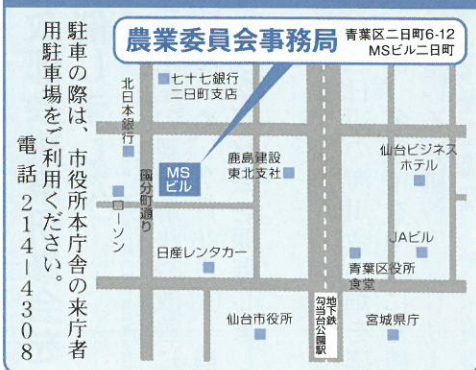 農業委員会事務局
青葉区二日町6-12
MSビル二日町
駐車の際は、市役所本庁舎の来庁者
用駐車場をご利用ください。
電話 214-4308
北日本銀行
七十七銀行
二日町支店
MS
ビル
鹿島建設
東北支社
仙台ビジネス
ホテル
ローソン
國分町通り
日産レンタカー
JAビル
青葉区役所
食堂
地下鉄
勾当台公園駅
仙台市役所
宮城県庁